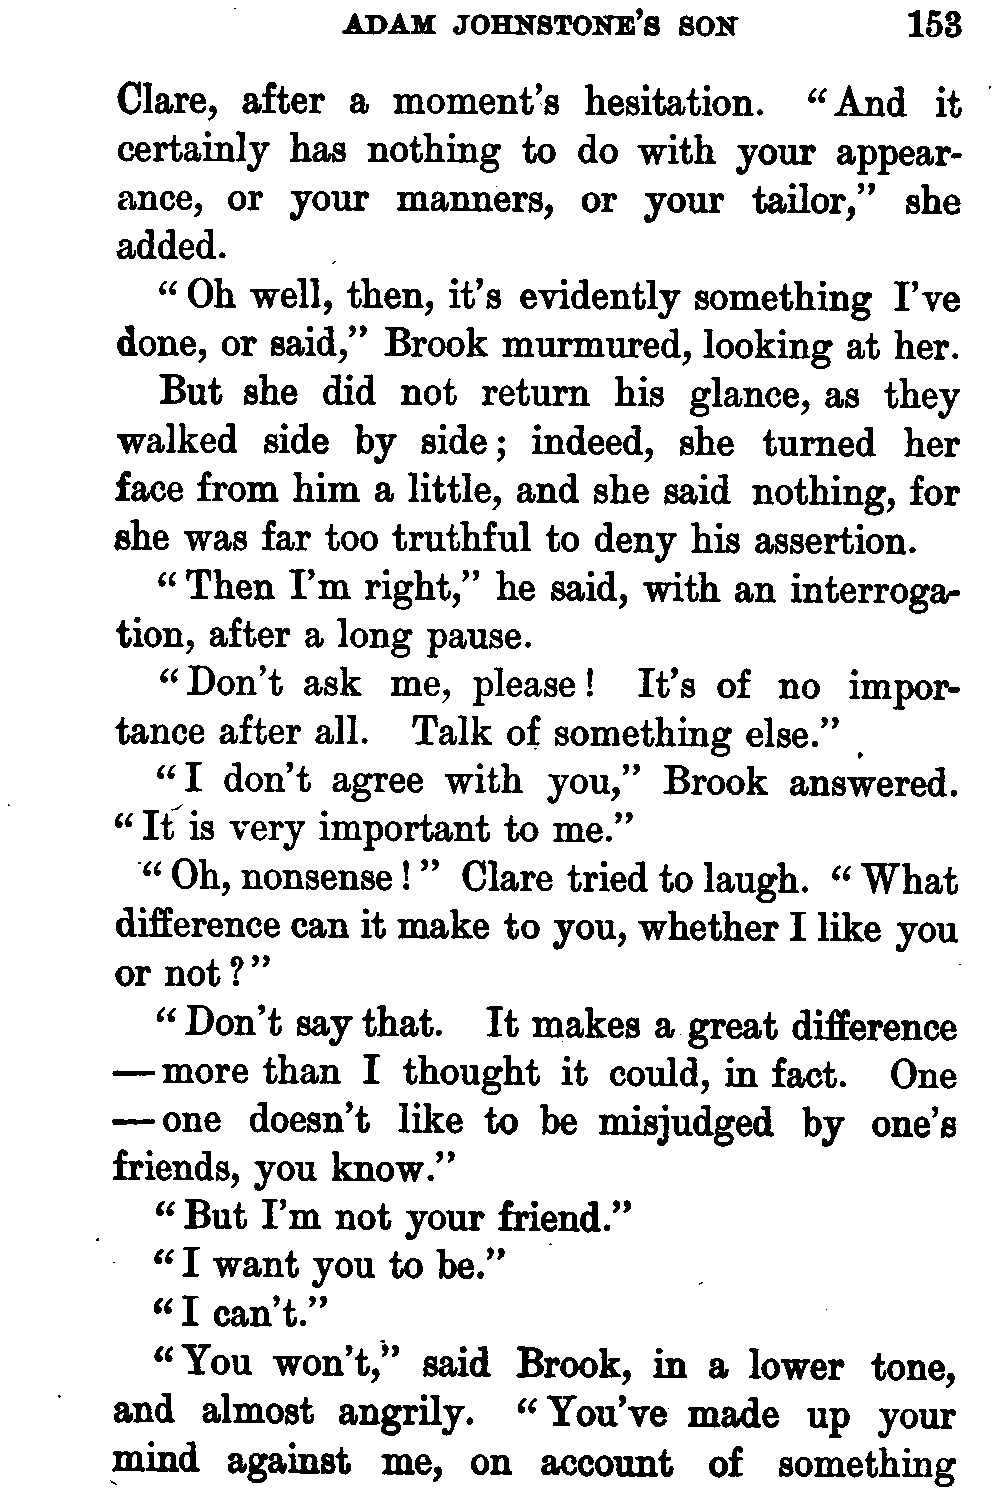 ADAM JOHNSTONE'S SON 153
Clare, after a moment's hesitation. "And it
certainly has nothing to do with your appear-
ance, or your manners, or your tailor," she
added.
"Oh well, then, it's evidently something I've
done, or said," Brook murmured, looking at her.
But she did not return his glance, as they
walked side by side; indeed, she turned her
face from him a little, and she said nothing, for
she was far too truthful to deny his assertion.
"Then I'm right," he said, with an interroga-
tion, after a long pause.
"Don't ask me, please! It's of no impor-
tance after all. Talk of something else."
"I don't agree with you," Brook answered.
"It is very important to me."
"Oh, nonsense!" Clare tried to laugh. "What
difference can it make to you, whether I like you
or not?"
"Don't say that. It makes a great difference
—more than I thought it could, in fact. One
—one doesn't like to be misjudged by one's
friends, you know."
"But I'm not your friend."
"I want you to be."
"I can't."
"You won't," said Brook, in a lower tone,
and almost angrily. "You've made up your
mind against me, on account of something